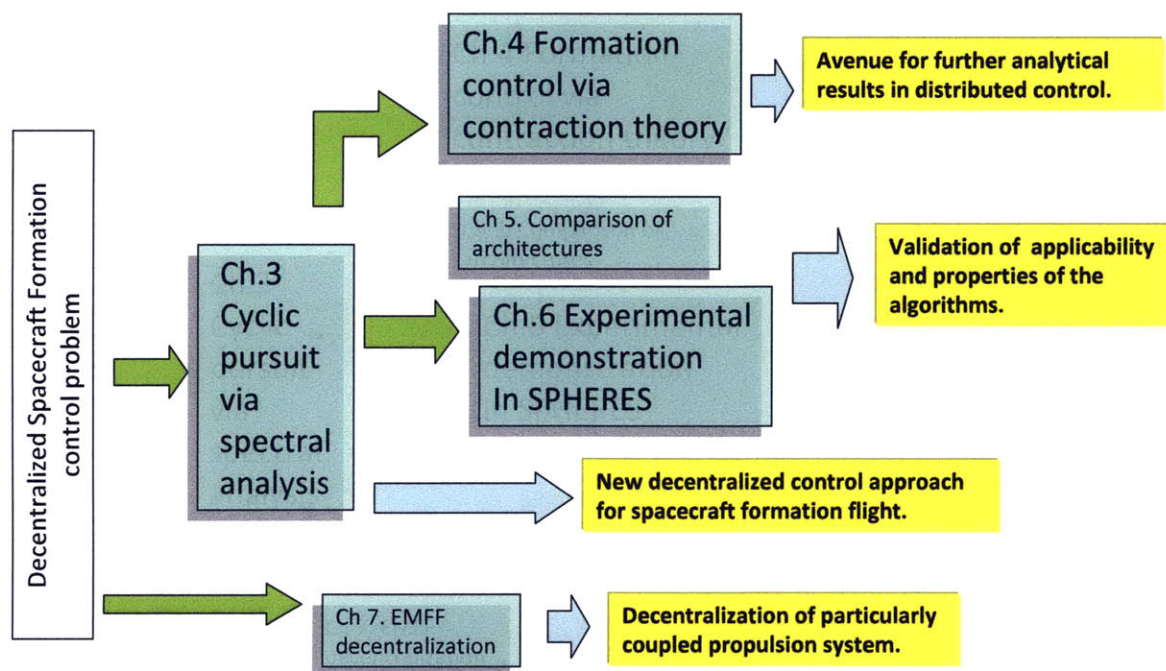 Decentralized Spacecraft Formation
control problem
Ch.3
Cyclic
pursuit
via
spectral
analysis
Ch.4 Formation
control via
contraction theory
Avenue for further analytical
results in distributed control.
Ch 5. Comparison of
architectures
Ch.6 Experimental
demonstration
In SPHERES
Validation of applicability
and properties of the
algorithms.
New decentralized control approach
for spacecraft formation flight.
Ch 7. EMFF
decentralization
Decentralization of particularly
coupled propulsion system.